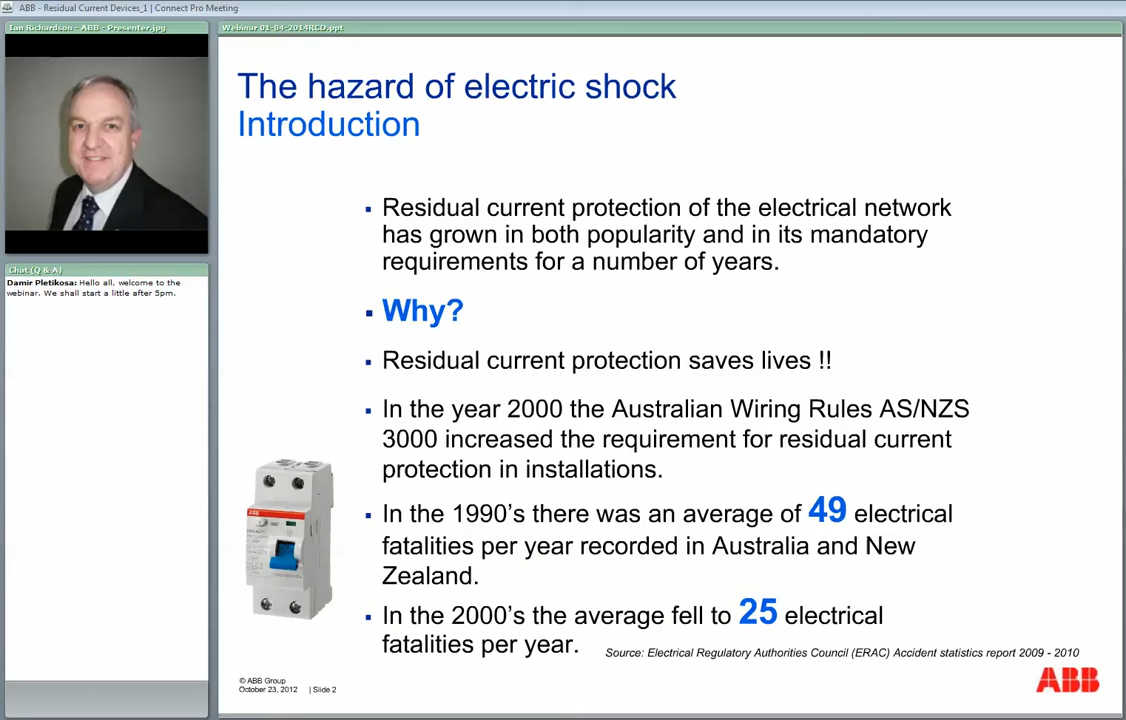 ABB - Residual Current Devices_1 | Connect Pro Meeting
Ian Richardson - ABB - Presenter.jpg
Webinar 01-04-2014RCD.ppt
The hazard of electric shock
Introduction
▪ Residual current protection of the electrical network
has grown in both popularity and in its mandatory
requirements for a number of years.
▪ Why?
▪ Residual current protection saves lives !!
▪ In the year 2000 the Australian Wiring Rules AS/NZS
3000 increased the requirement for residual current
protection in installations.
▪ In the 1990’s there was an average of 49 electrical
fatalities per year recorded in Australia and New
Zealand.
▪ In the 2000’s the average fell to 25 electrical
fatalities per year.
Source: Electrical Regulatory Authorities Council (ERAC) Accident statistics report 2009 - 2010
© ABB Group
October 23, 2012 | Slide 2
ABB
Chat (Q & A)
Damir Pletikosa: Hello all, welcome to the
webinar. We shall start a little after 5pm.
ABB